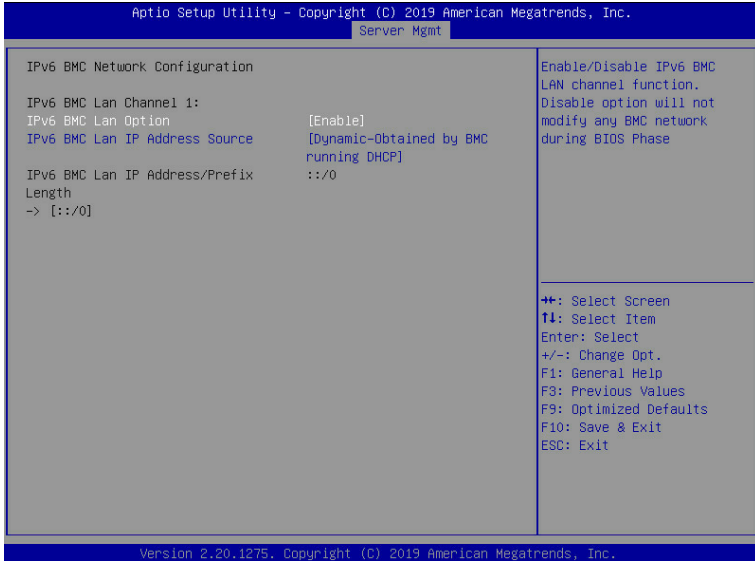 Aptio Setup Utility – Copyright (C) 2019 American Megatrends, Inc.
Server Mgmt
IPv6 BMC Network Configuration
IPv6 BMC Lan Channel 1:
IPv6 BMC Lan Option [Enable]
IPv6 BMC Lan IP Address Source [Dynamic-Obtained by BMC
running DHCP]
IPv6 BMC Lan IP Address/Prefix ::/0
Length
-> [::/0]
Enable/Disable IPv6 BMC
LAN channel function.
Disable option will not
modify any BMC network
during BIOS Phase
→←: Select Screen
↑↓: Select Item
Enter: Select
+/-: Change Opt.
F1: General Help
F3: Previous Values
F9: Optimized Defaults
F10: Save & Exit
ESC: Exit
Version 2.20.1275. Copyright (C) 2019 American Megatrends, Inc.